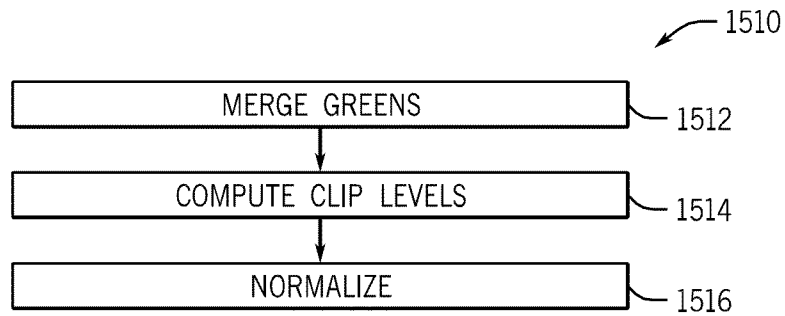 1510
MERGE GREENS
1512
COMPUTE CLIP LEVELS
1514
NORMALIZE
1516